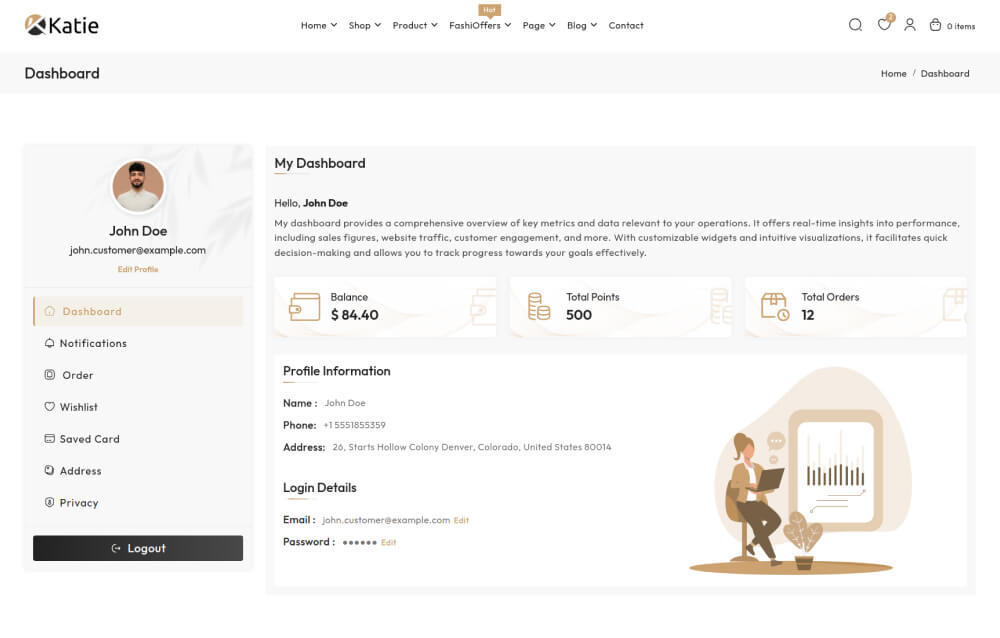 Katie
Hot
Home Shop Product FashiOffers Page Blog Contact
2
0 items
Dashboard
Home / Dashboard
John Doe
john.customer@example.com
Edit Profile
Dashboard
Notifications
Order
Wishlist
Saved Card
Address
Privacy
Logout
My Dashboard
Hello, John Doe
My dashboard provides a comprehensive overview of key metrics and data relevant to your operations. It offers real-time insights into performance,
including sales figures, website traffic, customer engagement, and more. With customizable widgets and intuitive visualizations, it facilitates quick
decision-making and allows you to track progress towards your goals effectively.
Balance
$ 84.40
Total Points
500
Total Orders
12
Profile Information
Name : John Doe
Phone: +1 5551855359
Address: 26, Starts Hollow Colony Denver, Colorado, United States 80014
Login Details
Email : john.customer@example.com Edit
Password : ●●●●●● Edit